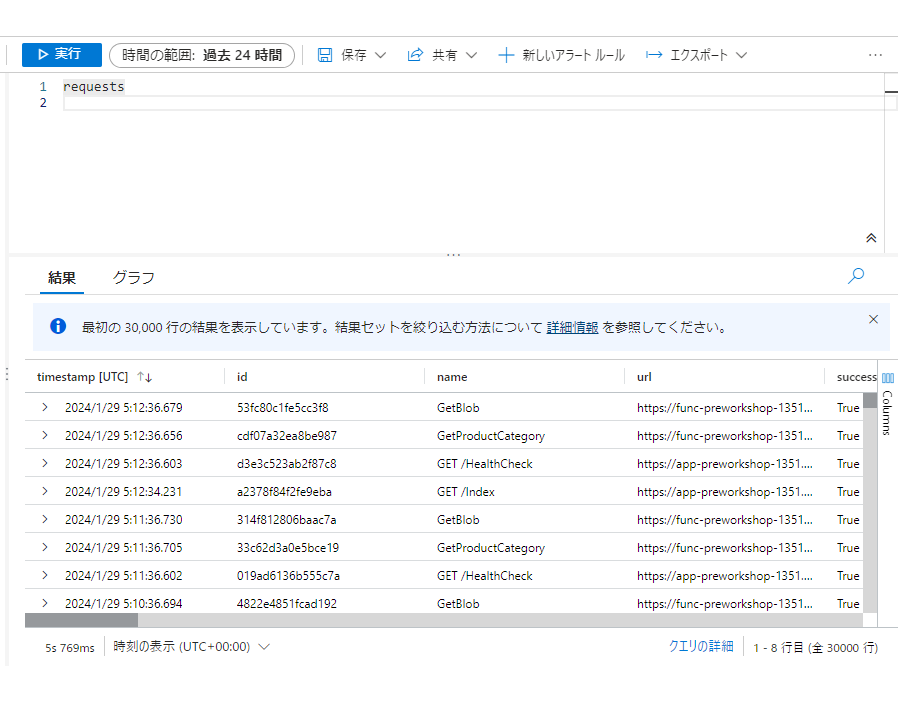 実行 時間の範囲: 過去 24 時間 保存 共有 新しいアラート ルール エクスポート ...
1 requests
2
結果 グラフ
最初の 30,000 行の結果を表示しています。結果セットを絞り込む方法について 詳細情報 を参照してください。
timestamp [UTC] id name url success
2024/1/29 5:12:36.679 53fc80c1fe5cc3f8 GetBlob https://func-preworkshop-1351... True
2024/1/29 5:12:36.656 cdf07a32ea8be987 GetProductCategory https://func-preworkshop-1351... True
2024/1/29 5:12:36.603 d3e3c523ab2f87c8 GET /HealthCheck https://app-preworkshop-1351.... True
2024/1/29 5:12:34.231 a2378f84f2fe9eba GET /Index https://app-preworkshop-1351.... True
2024/1/29 5:11:36.730 314f812806baac7a GetBlob https://func-preworkshop-1351... True
2024/1/29 5:11:36.705 33c62d3a0e5bce19 GetProductCategory https://func-preworkshop-1351... True
2024/1/29 5:11:36.602 019ad6136b555c7a GET /HealthCheck https://app-preworkshop-1351.... True
2024/1/29 5:10:36.694 4822e4851fcad192 GetBlob https://func-preworkshop-1351... True
Columns
5s 769ms 時刻の表示 (UTC+00:00) クエリの詳細 1 - 8 行目 (全 30000 行)